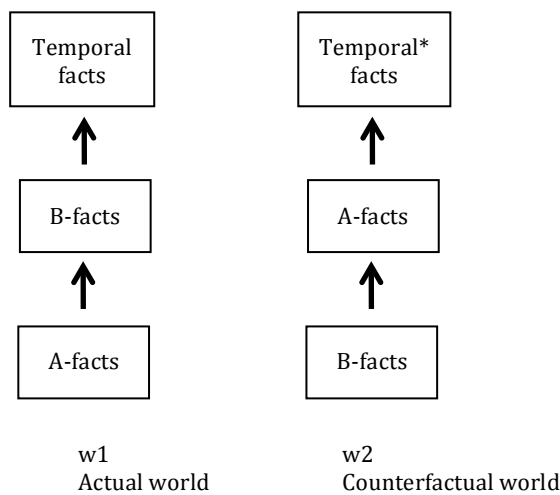 Temporal
facts
B-facts
A-facts
w1
Actual world
Temporal*
facts
A-facts
B-facts
w2
Counterfactual world